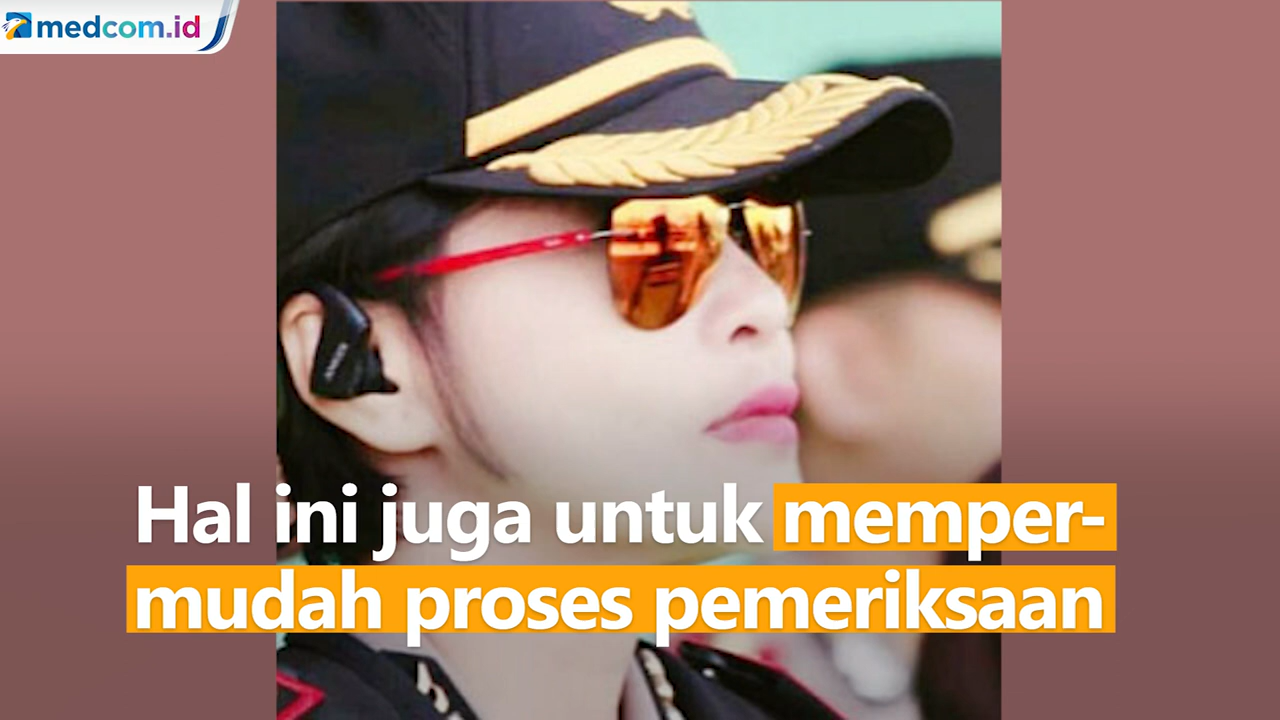 medcom.id
Hal ini juga untuk memper-
mudah proses pemeriksaan